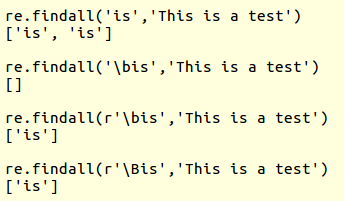 re.findall('is','This is a test')
['is', 'is']
re.findall('\bis','This is a test')
[]
re.findall(r'\bis','This is a test')
['is']
re.findall(r'\Bis','This is a test')
['is']